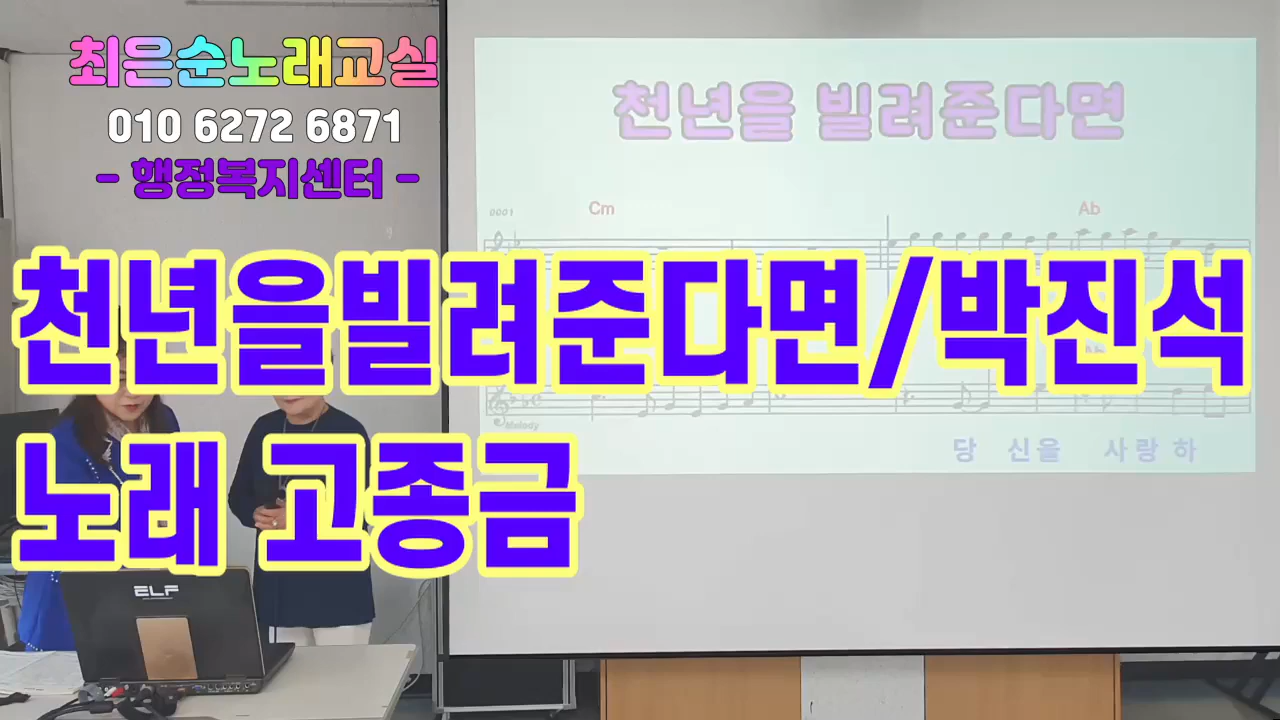 최은순노래교실
010 6272 6871
- 행정복지센터 -
천년을 빌려준다면
0001
Cm
Ab
천년을빌려준다면/박진석
Melody
당 신을 사랑 하
노래 고종금
ELF